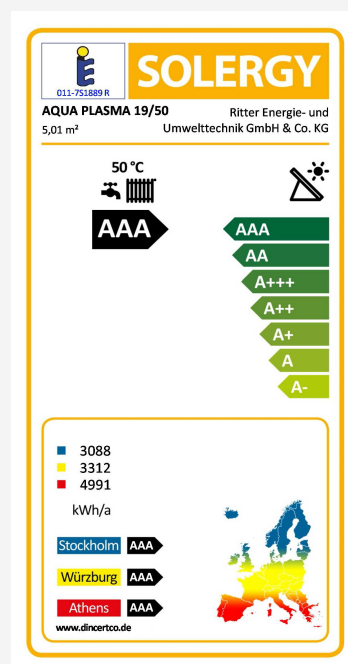 SOLERGY
011-7S1889 R
AQUA PLASMA 19/50
5,01 m²
Ritter Energie- und
Umwelttechnik GmbH & Co. KG
50 °C
AAA
AAA
AA
A+++
A++
A+
A
A-
3088
3312
4991
kWh/a
Stockholm AAA
Würzburg AAA
Athens AAA
www.dincertco.de